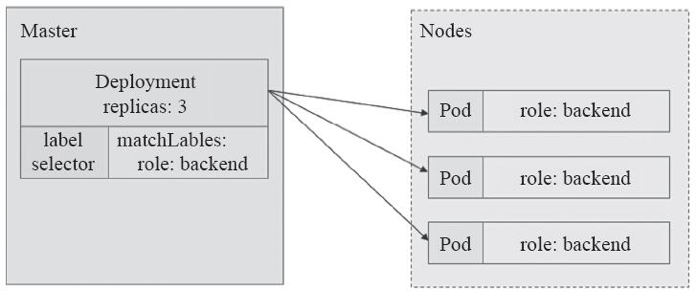 Master
Deployment
replicas: 3
label
selector
matchLables:
role: backend
Nodes
Pod role: backend
Pod role: backend
Pod role: backend